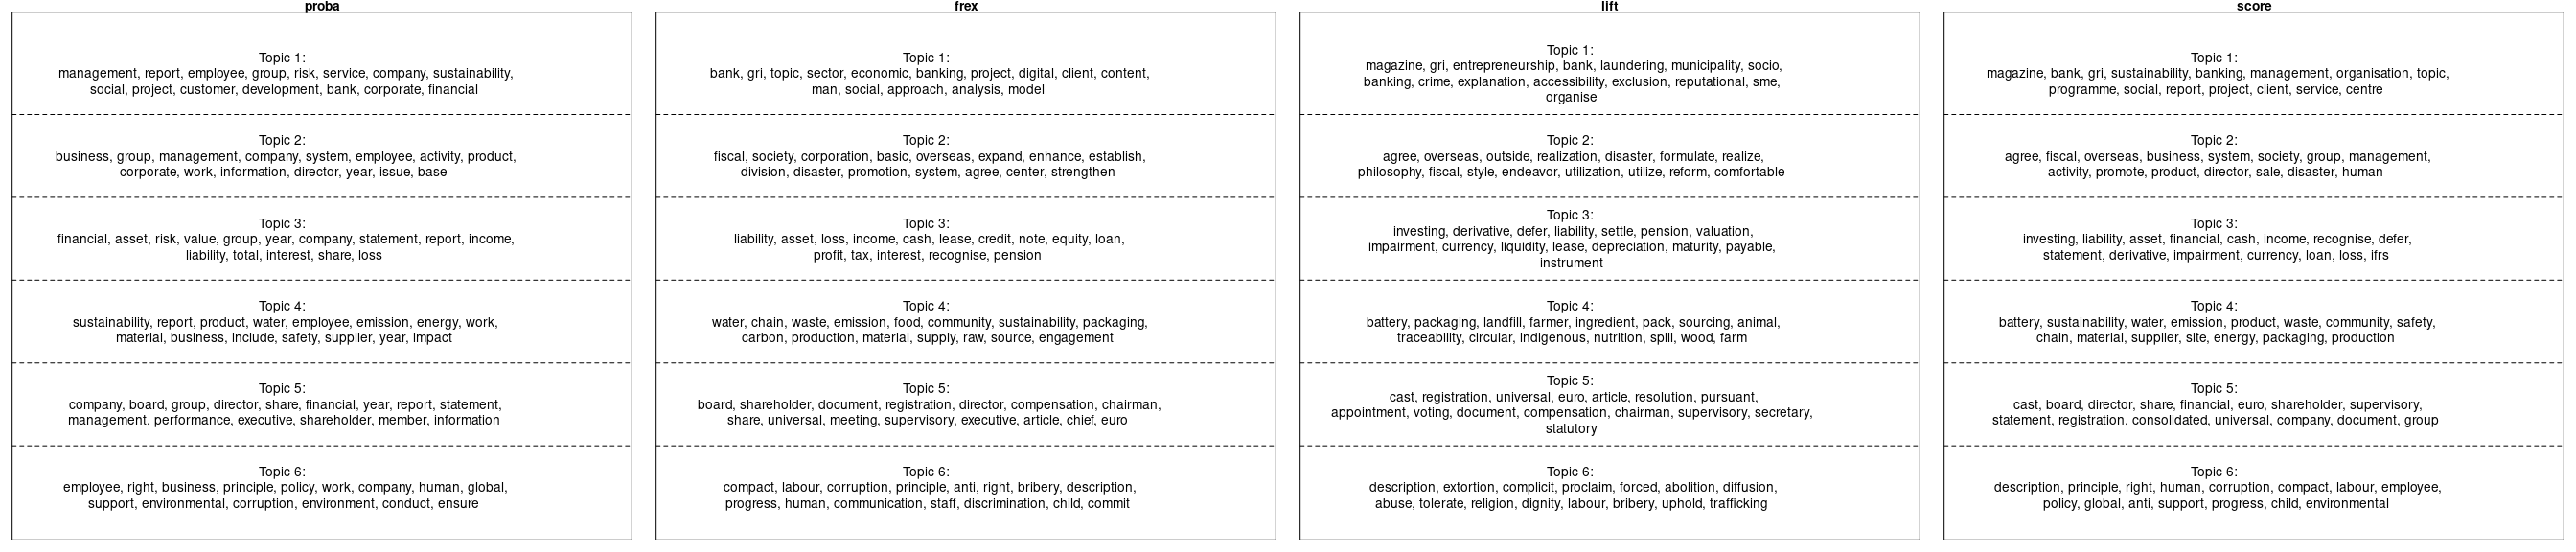 proba
Topic 1:
management, report, employee, group, risk, service, company, sustainability,
social, project, customer, development, bank, corporate, financial
Topic 2:
business, group, management, company, system, employee, activity, product,
corporate, work, information, director, year, issue, base
Topic 3:
financial, asset, risk, value, group, year, company, statement, report, income,
liability, total, interest, share, loss
Topic 4:
sustainability, report, product, water, employee, emission, energy, work,
material, business, include, safety, supplier, year, impact
Topic 5:
company, board, group, director, share, financial, year, report, statement,
management, performance, executive, shareholder, member, information
Topic 6:
employee, right, business, principle, policy, work, company, human, global,
support, environmental, corruption, environment, conduct, ensure
frex
Topic 1:
bank, gri, topic, sector, economic, banking, project, digital, client, content,
man, social, approach, analysis, model
Topic 2:
fiscal, society, corporation, basic, overseas, expand, enhance, establish,
division, disaster, promotion, system, agree, center, strengthen
Topic 3:
liability, asset, loss, income, cash, lease, credit, note, equity, loan,
profit, tax, interest, recognise, pension
Topic 4:
water, chain, waste, emission, food, community, sustainability, packaging,
carbon, production, material, supply, raw, source, engagement
Topic 5:
board, shareholder, document, registration, director, compensation, chairman,
share, universal, meeting, supervisory, executive, article, chief, euro
Topic 6:
compact, labour, corruption, principle, anti, right, bribery, description,
progress, human, communication, staff, discrimination, child, commit
lift
Topic 1:
magazine, gri, entrepreneurship, bank, laundering, municipality, socio,
banking, crime, explanation, accessibility, exclusion, reputational, sme,
organise
Topic 2:
agree, overseas, outside, realization, disaster, formulate, realize,
philosophy, fiscal, style, endeavor, utilization, utilize, reform, comfortable
Topic 3:
investing, derivative, defer, liability, settle, pension, valuation,
impairment, currency, liquidity, lease, depreciation, maturity, payable,
instrument
Topic 4:
battery, packaging, landfill, farmer, ingredient, pack, sourcing, animal,
traceability, circular, indigenous, nutrition, spill, wood, farm
Topic 5:
cast, registration, universal, euro, article, resolution, pursuant,
appointment, voting, document, compensation, chairman, supervisory, secretary,
statutory
Topic 6:
description, extortion, complicit, proclaim, forced, abolition, diffusion,
abuse, tolerate, religion, dignity, labour, bribery, uphold, trafficking
score
Topic 1:
magazine, bank, gri, sustainability, banking, management, organisation, topic,
programme, social, report, project, client, service, centre
Topic 2:
agree, fiscal, overseas, business, system, society, group, management,
activity, promote, product, director, sale, disaster, human
Topic 3:
investing, liability, asset, financial, cash, income, recognise, defer,
statement, derivative, impairment, currency, loan, loss, ifrs
Topic 4:
battery, sustainability, water, emission, product, waste, community, safety,
chain, material, supplier, site, energy, packaging, production
Topic 5:
cast, board, director, share, financial, euro, shareholder, supervisory,
statement, registration, consolidated, universal, company, document, group
Topic 6:
description, principle, right, human, corruption, compact, labour, employee,
policy, global, anti, support, progress, child, environmental